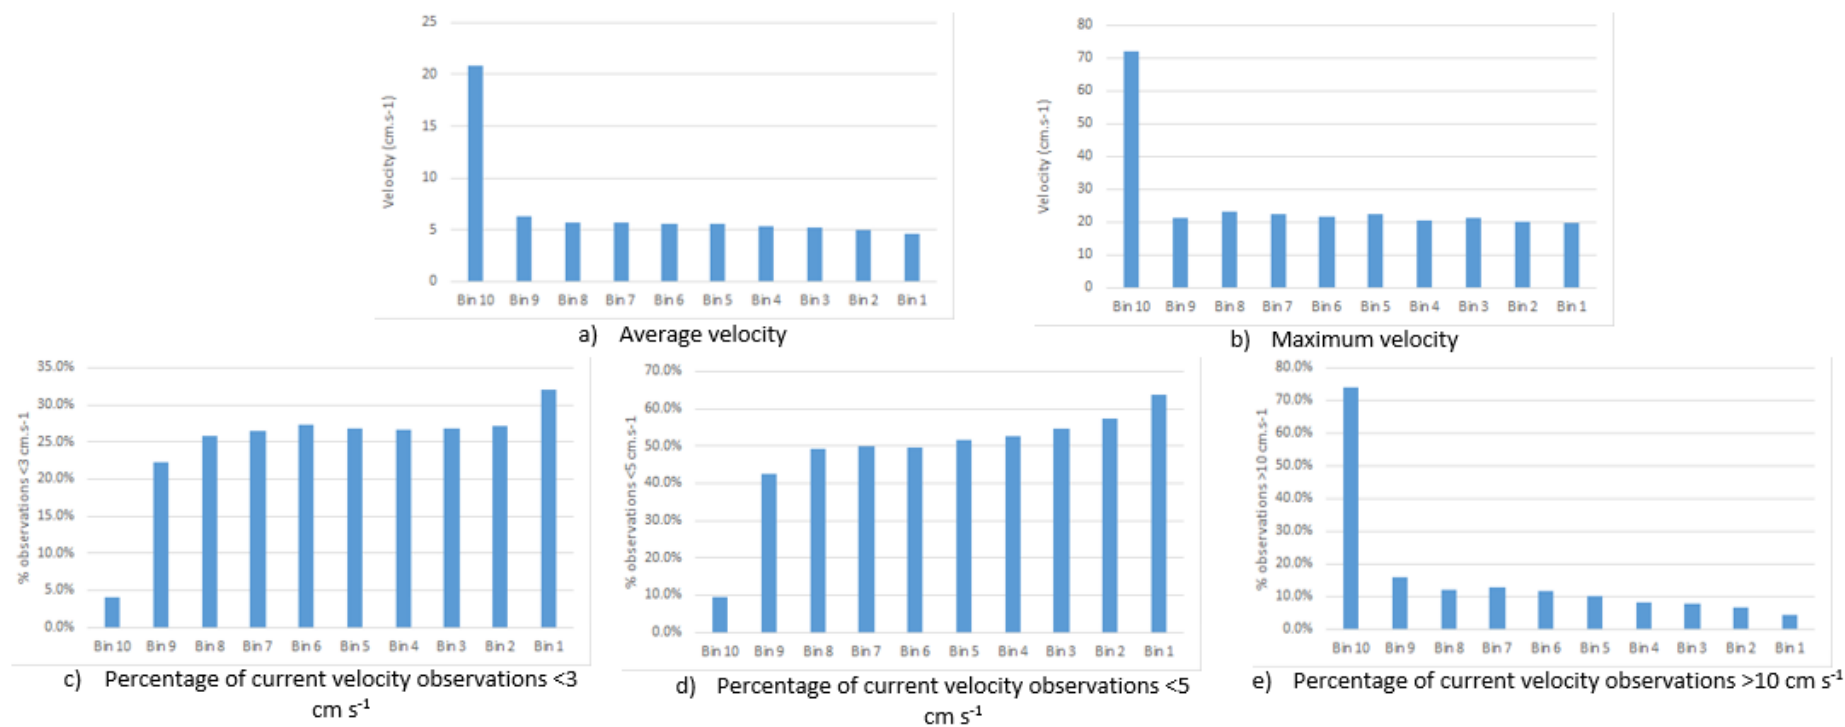 25
20
15
10
5
0
Velocity (cm.s-1)
Bin 10 Bin 9 Bin 8 Bin 7 Bin 6 Bin 5 Bin 4 Bin 3 Bin 2 Bin 1
a) Average velocity
80
70
60
50
40
30
20
10
0
Velocity (cm.s-1)
Bin 10 Bin 9 Bin 8 Bin 7 Bin 6 Bin 5 Bin 4 Bin 3 Bin 2 Bin 1
b) Maximum velocity
35.0%
30.0%
25.0%
20.0%
15.0%
10.0%
5.0%
0.0%
% observations <3 cm.s-1
Bin 10 Bin 9 Bin 8 Bin 7 Bin 6 Bin 5 Bin 4 Bin 3 Bin 2 Bin 1
c) Percentage of current velocity observations <3
cm s-1
70.0%
60.0%
50.0%
40.0%
30.0%
20.0%
10.0%
0.0%
% observations <5 cm.s-1
Bin 10 Bin 9 Bin 8 Bin 7 Bin 6 Bin 5 Bin 4 Bin 3 Bin 2 Bin 1
d) Percentage of current velocity observations <5
cm s-1
80.0%
70.0%
60.0%
50.0%
40.0%
30.0%
20.0%
10.0%
0.0%
% observations >10 cm.s-1
Bin 10 Bin 9 Bin 8 Bin 7 Bin 6 Bin 5 Bin 4 Bin 3 Bin 2 Bin 1
e) Percentage of current velocity observations >10 cm s-1